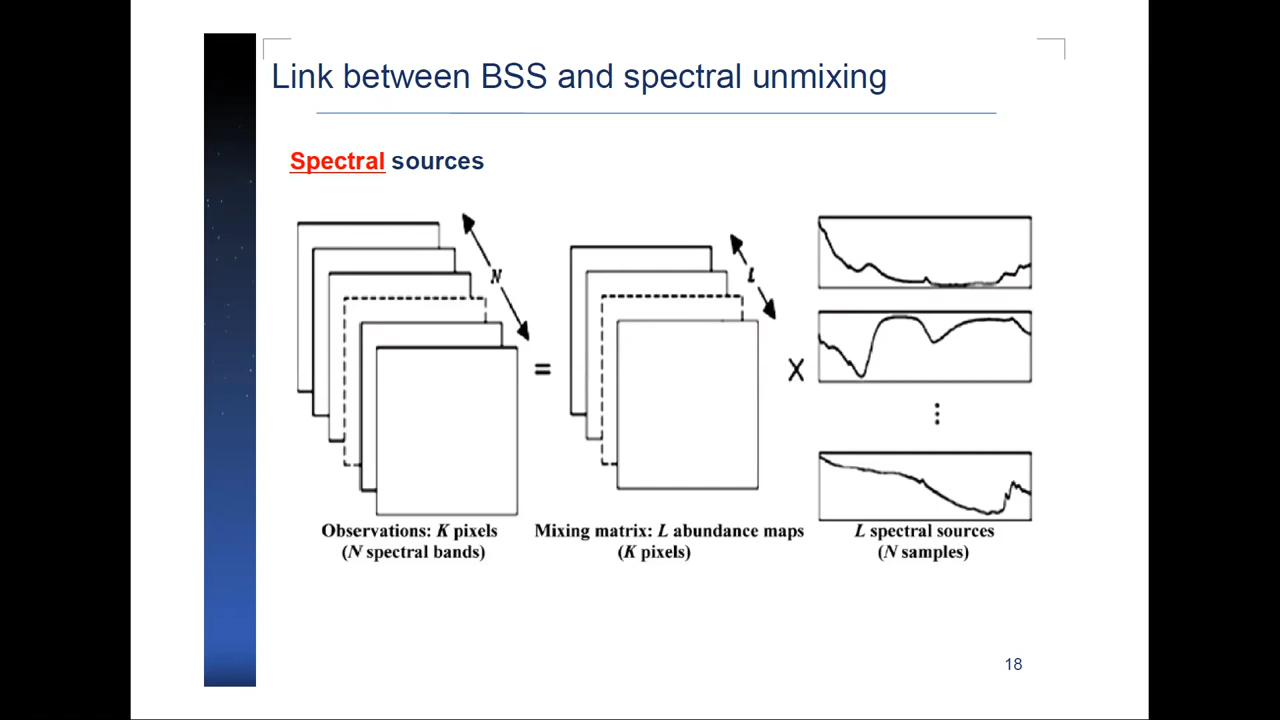 Link between BSS and spectral unmixing
Spectral sources
N
L
=
X
⋮
Observations: K pixels
(N spectral bands)
Mixing matrix: L abundance maps
(K pixels)
L spectral sources
(N samples)
18